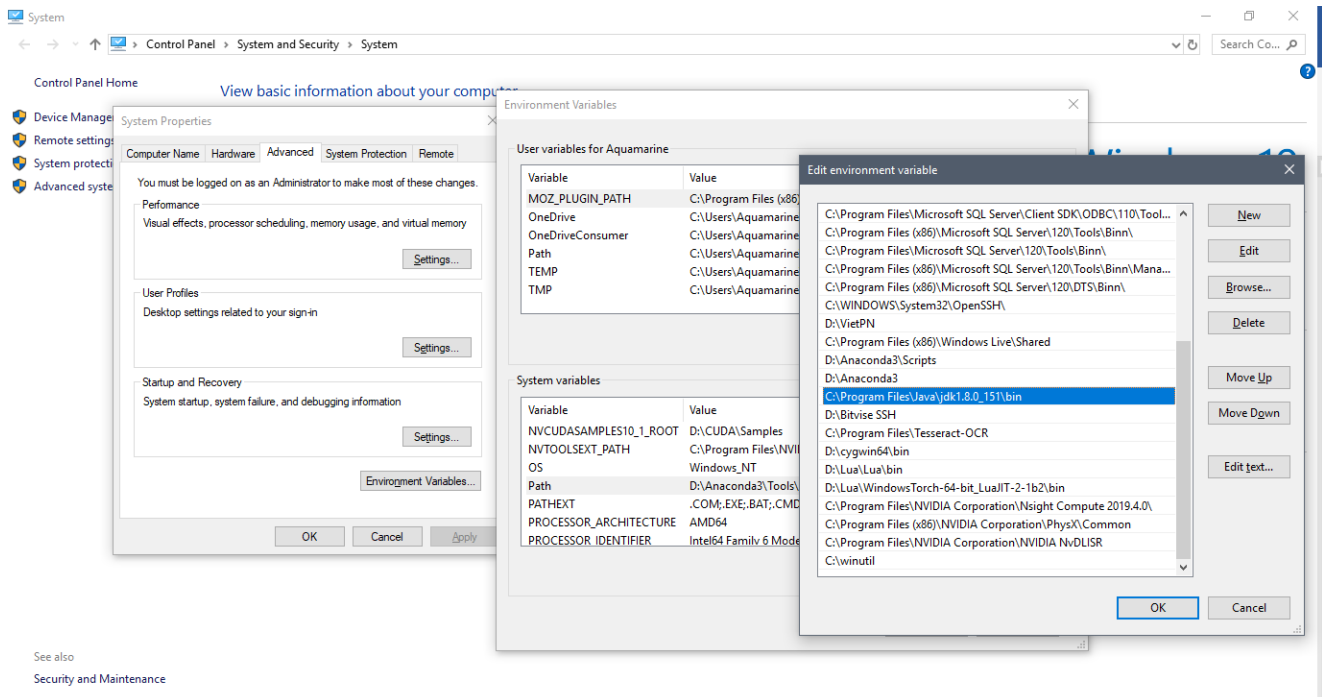 System
Control Panel > System and Security > System
Search Co...
Control Panel Home
View basic information about your computer
Device Manage
Remote settings
System protecti
Advanced syste
See also
Security and Maintenance
System Properties
Computer Name Hardware Advanced System Protection Remote
You must be logged on as an Administrator to make most of these changes.
Performance
Visual effects, processor scheduling, memory usage, and virtual memory
Settings...
User Profiles
Desktop settings related to your sign-in
Settings...
Startup and Recovery
System startup, system failure, and debugging information
Settings...
Environment Variables...
OK Cancel Apply
Environment Variables
User variables for Aquamarine
Variable Value
MOZ_PLUGIN_PATH C:\Program Files (x86)
OneDrive C:\Users\Aquamarine
OneDriveConsumer C:\Users\Aquamarine
Path C:\Users\Aquamarine
TEMP C:\Users\Aquamarine
TMP C:\Users\Aquamarine
System variables
Variable Value
NVCUDASAMPLES10_1_ROOT D:\CUDA\Samples
NVTOOLSEXT_PATH C:\Program Files\NVI
OS Windows_NT
Path D:\Anaconda3\Tools\
PATHEXT .COM;.EXE;.BAT;.CMD
PROCESSOR_ARCHITECTURE AMD64
PROCESSOR IDENTIFIER Intel64 Family 6 Mode
Edit environment variable
C:\Program Files\Microsoft SQL Server\Client SDK\ODBC\110\Tool...
C:\Program Files (x86)\Microsoft SQL Server\120\Tools\Binn\
C:\Program Files\Microsoft SQL Server\120\Tools\Binn\
C:\Program Files (x86)\Microsoft SQL Server\120\Tools\Binn\Mana...
C:\Program Files (x86)\Microsoft SQL Server\120\DTS\Binn\
C:\WINDOWS\System32\OpenSSH\
D:\VietPN
C:\Program Files (x86)\Windows Live\Shared
D:\Anaconda3\Scripts
D:\Anaconda3
C:\Program Files\Java\jdk1.8.0_151\bin
D:\Bitvise SSH
C:\Program Files\Tesseract-OCR
D:\cygwin64\bin
D:\Lua\Lua\bin
D:\Lua\WindowsTorch-64-bit_LuaJIT-2-1b2\bin
C:\Program Files\NVIDIA Corporation\Nsight Compute 2019.4.0\
C:\Program Files (x86)\NVIDIA Corporation\PhysX\Common
C:\Program Files\NVIDIA Corporation\NVIDIA NvDLISR
C:\winutil
New
Edit
Browse...
Delete
Move Up
Move Down
Edit text...
OK Cancel